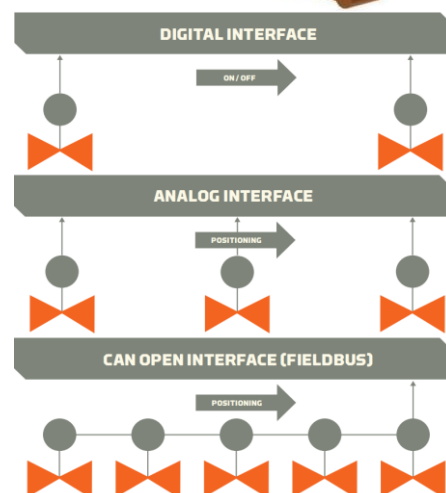 DIGITAL INTERFACE
ON / OFF
ANALOG INTERFACE
POSITIONING
CAN OPEN INTERFACE (FIELDBUS)
POSITIONING